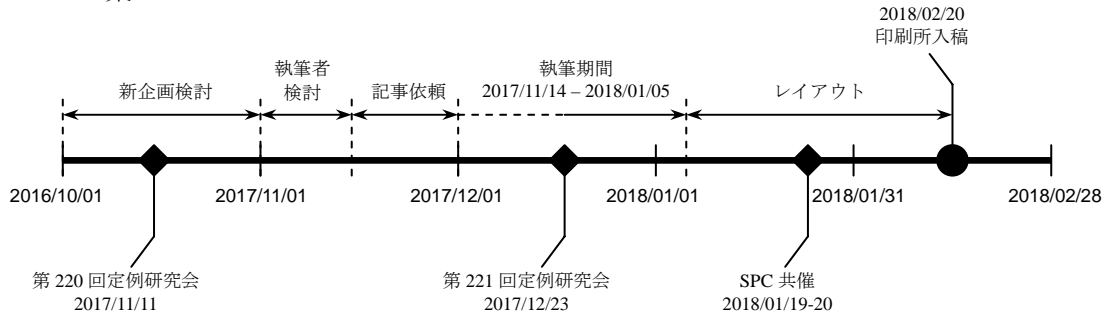 2018/02/20
印刷所入稿
新企画検討
執筆者
検討
記事依頼
執筆期間
2017/11/14 – 2018/01/05
レイアウト
2016/10/01
2017/11/01
2017/12/01
2018/01/01
2018/01/31
2018/02/28
第 220 回定例研究会
2017/11/11
第 221 回定例研究会
2017/12/23
SPC 共催
2018/01/19-20